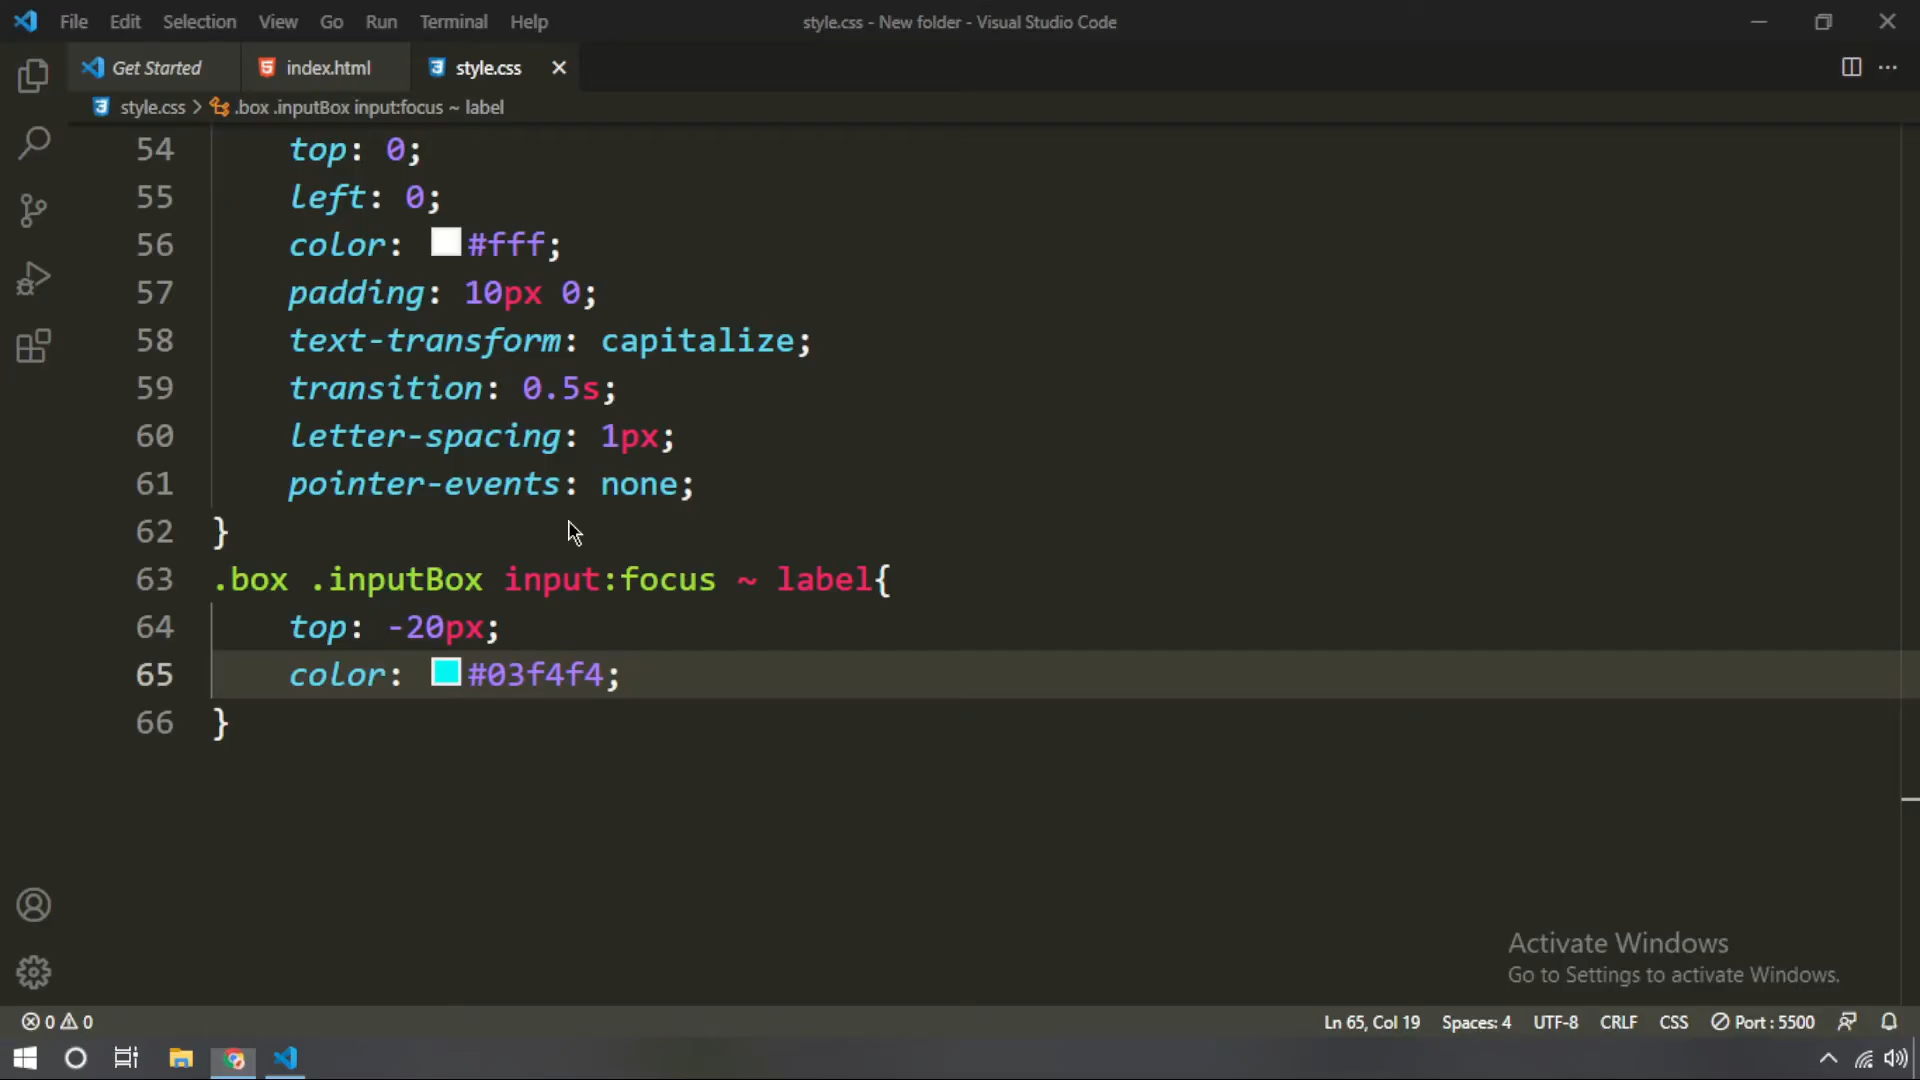 File Edit Selection View Go Run Terminal Help style.css - New folder - Visual Studio Code
Get Started index.html style.css
style.css > .box .inputBox input:focus ~ label
54 top: 0;
55 left: 0;
56 color: #fff;
57 padding: 10px 0;
58 text-transform: capitalize;
59 transition: 0.5s;
60 letter-spacing: 1px;
61 pointer-events: none;
62 }
63 .box .inputBox input:focus ~ label{
64 top: -20px;
65 color: #03f4f4;
66 }
Activate Windows
Go to Settings to activate Windows.
0 0 Ln 65, Col 19 Spaces: 4 UTF-8 CRLF CSS Port : 5500